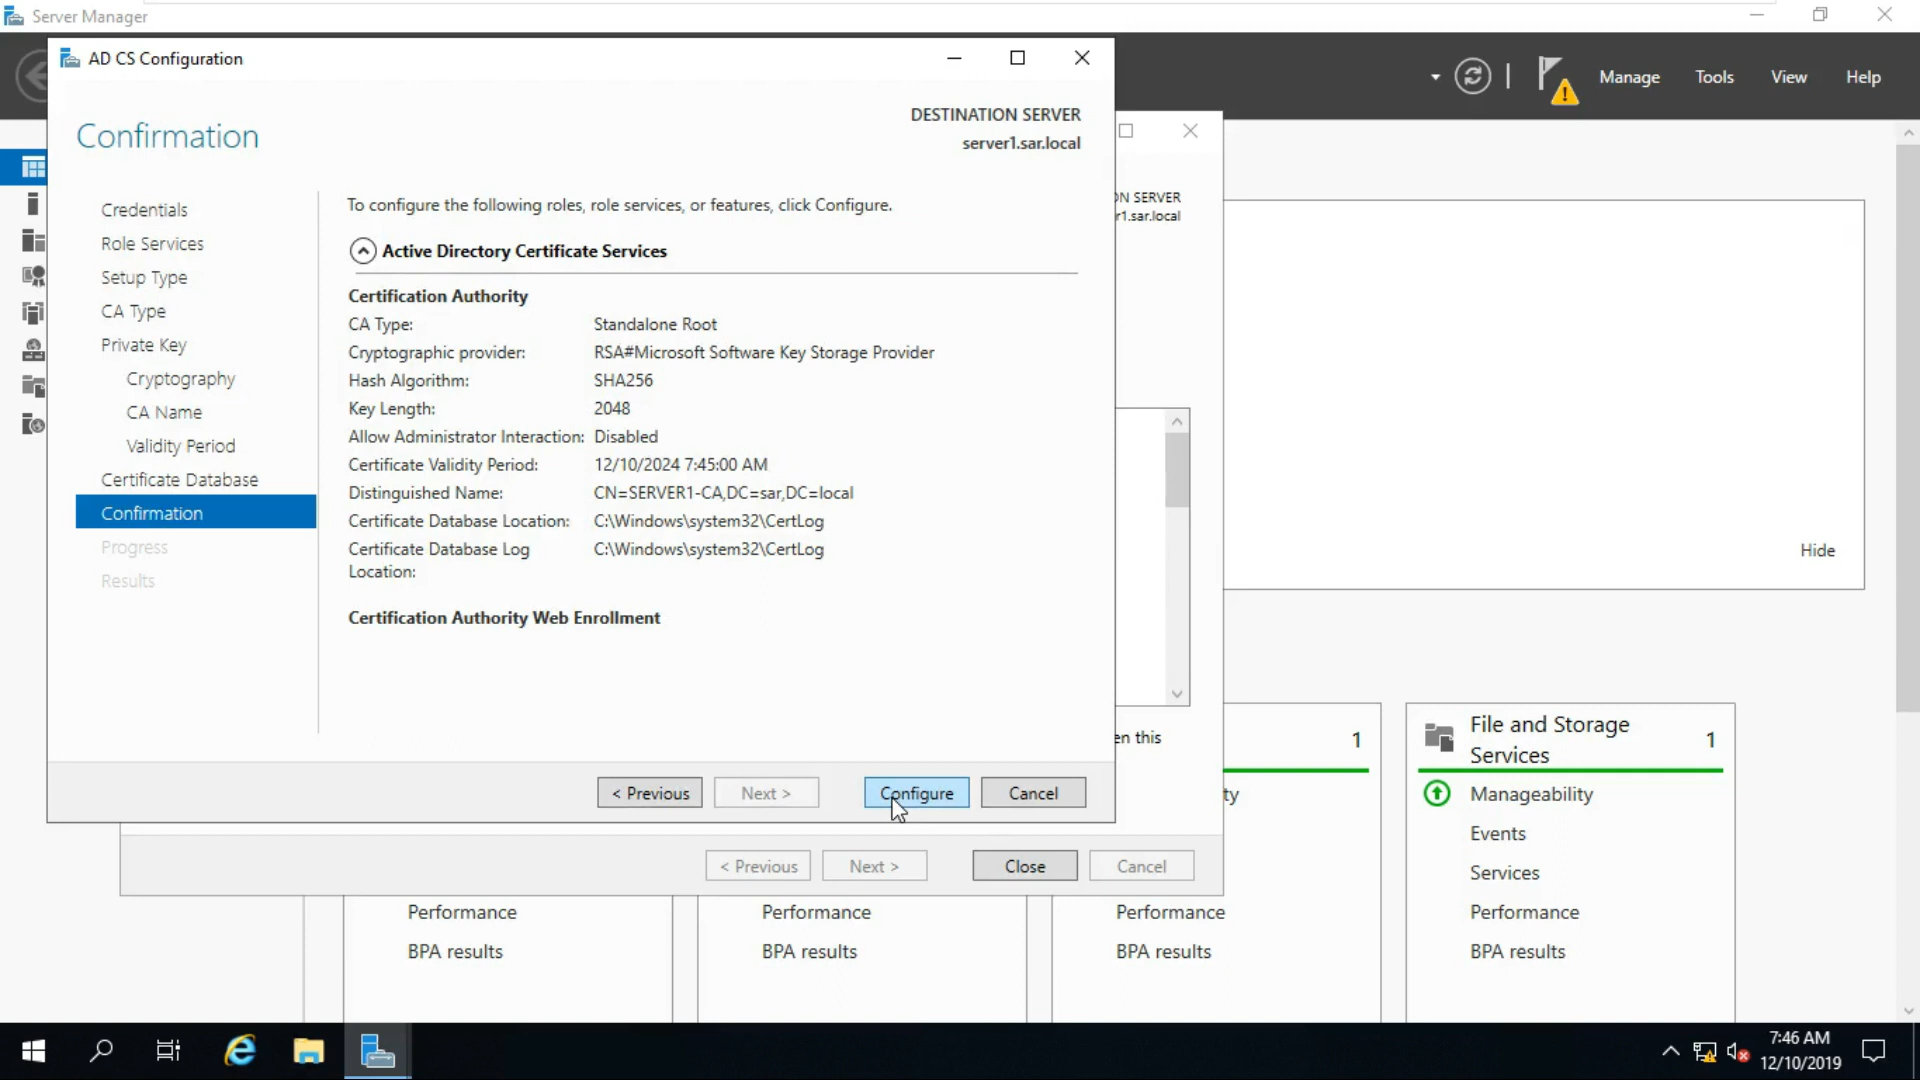 Server Manager
Manage
Tools
View
Help
AD CS Configuration
Confirmation
DESTINATION SERVER
server1.sar.local
Credentials
Role Services
Setup Type
CA Type
Private Key
Cryptography
CA Name
Validity Period
Certificate Database
Confirmation
Progress
Results
To configure the following roles, role services, or features, click Configure.
Active Directory Certificate Services
Certification Authority
CA Type: Standalone Root
Cryptographic provider: RSA#Microsoft Software Key Storage Provider
Hash Algorithm: SHA256
Key Length: 2048
Allow Administrator Interaction: Disabled
Certificate Validity Period: 12/10/2024 7:45:00 AM
Distinguished Name: CN=SERVER1-CA,DC=sar,DC=local
Certificate Database Location: C:\Windows\system32\CertLog
Certificate Database Log C:\Windows\system32\CertLog
Location:
Certification Authority Web Enrollment
< Previous
Next >
Configure
Cancel
ON SERVER
r1.sar.local
en this
< Previous
Next >
Close
Cancel
Hide
1
ty
File and Storage
Services
1
Manageability
Events
Services
Performance
BPA results
Performance
BPA results
Performance
BPA results
Performance
BPA results
7:46 AM
12/10/2019